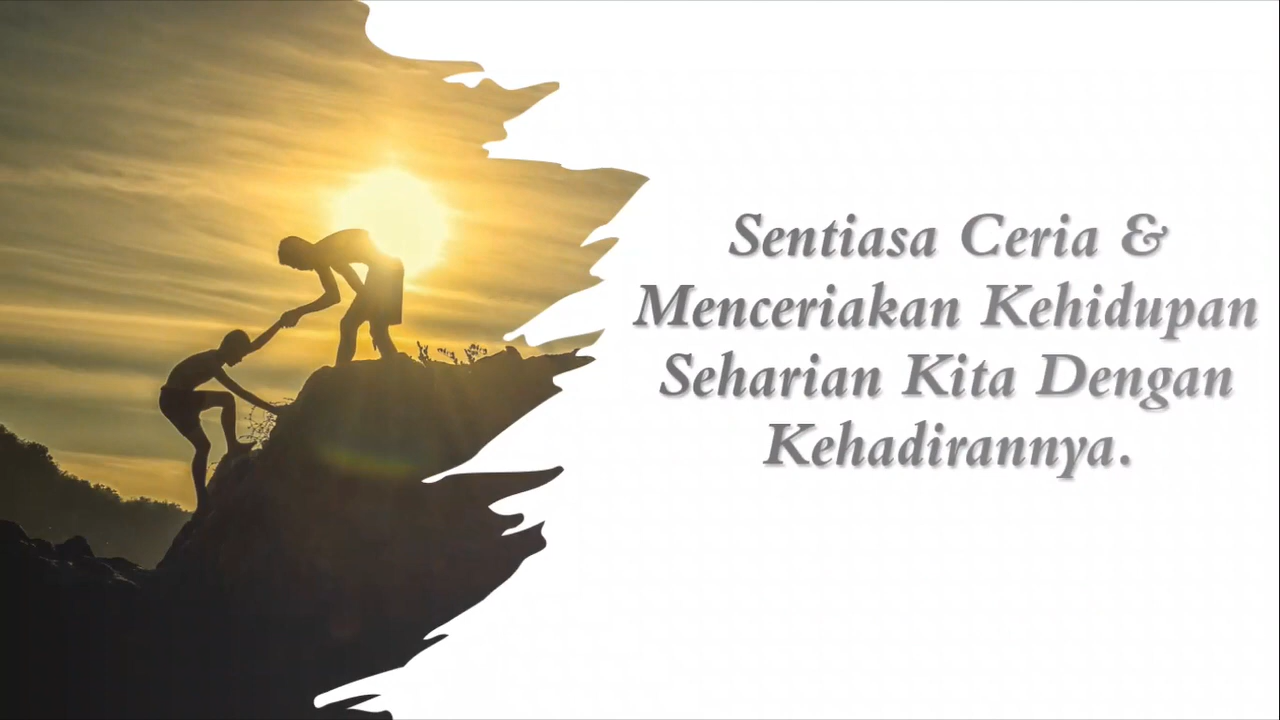 Sentiasa Ceria &
Menceriakan Kehidupan
Seharian Kita Dengan
Kehadirannya.